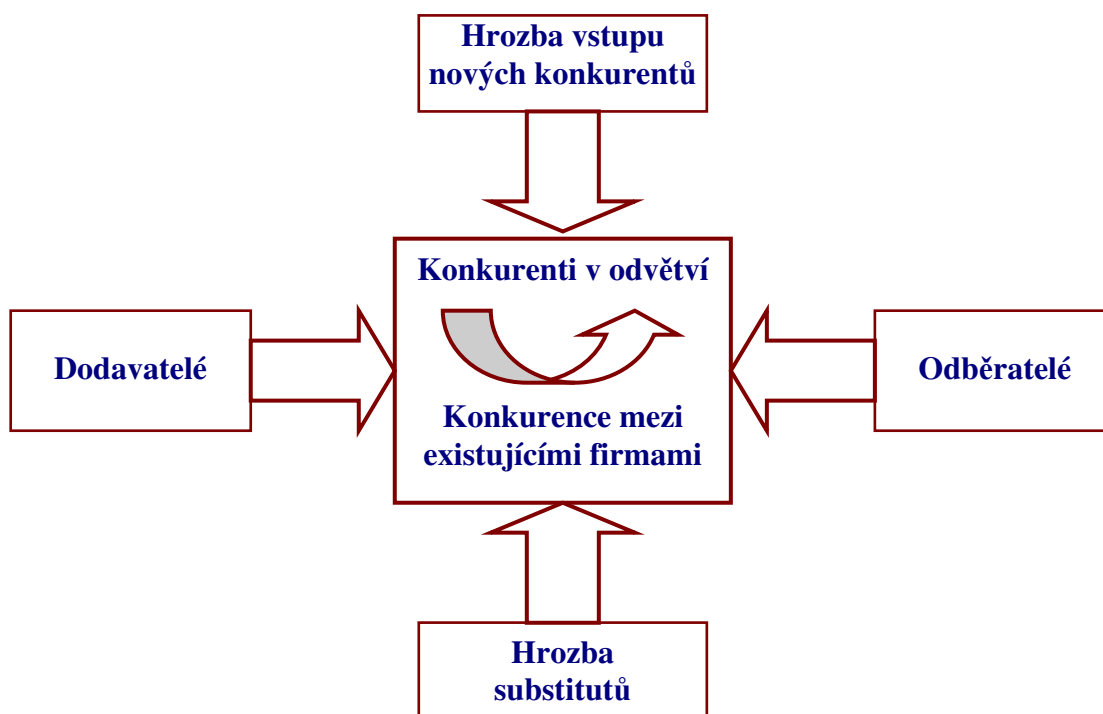 Hrozba vstupu
nových konkurentů
Konkurenti v odvětví
Dodavatelé
Odběratelé
Konkurence mezi
existujícími firmami
Hrozba
substitutů